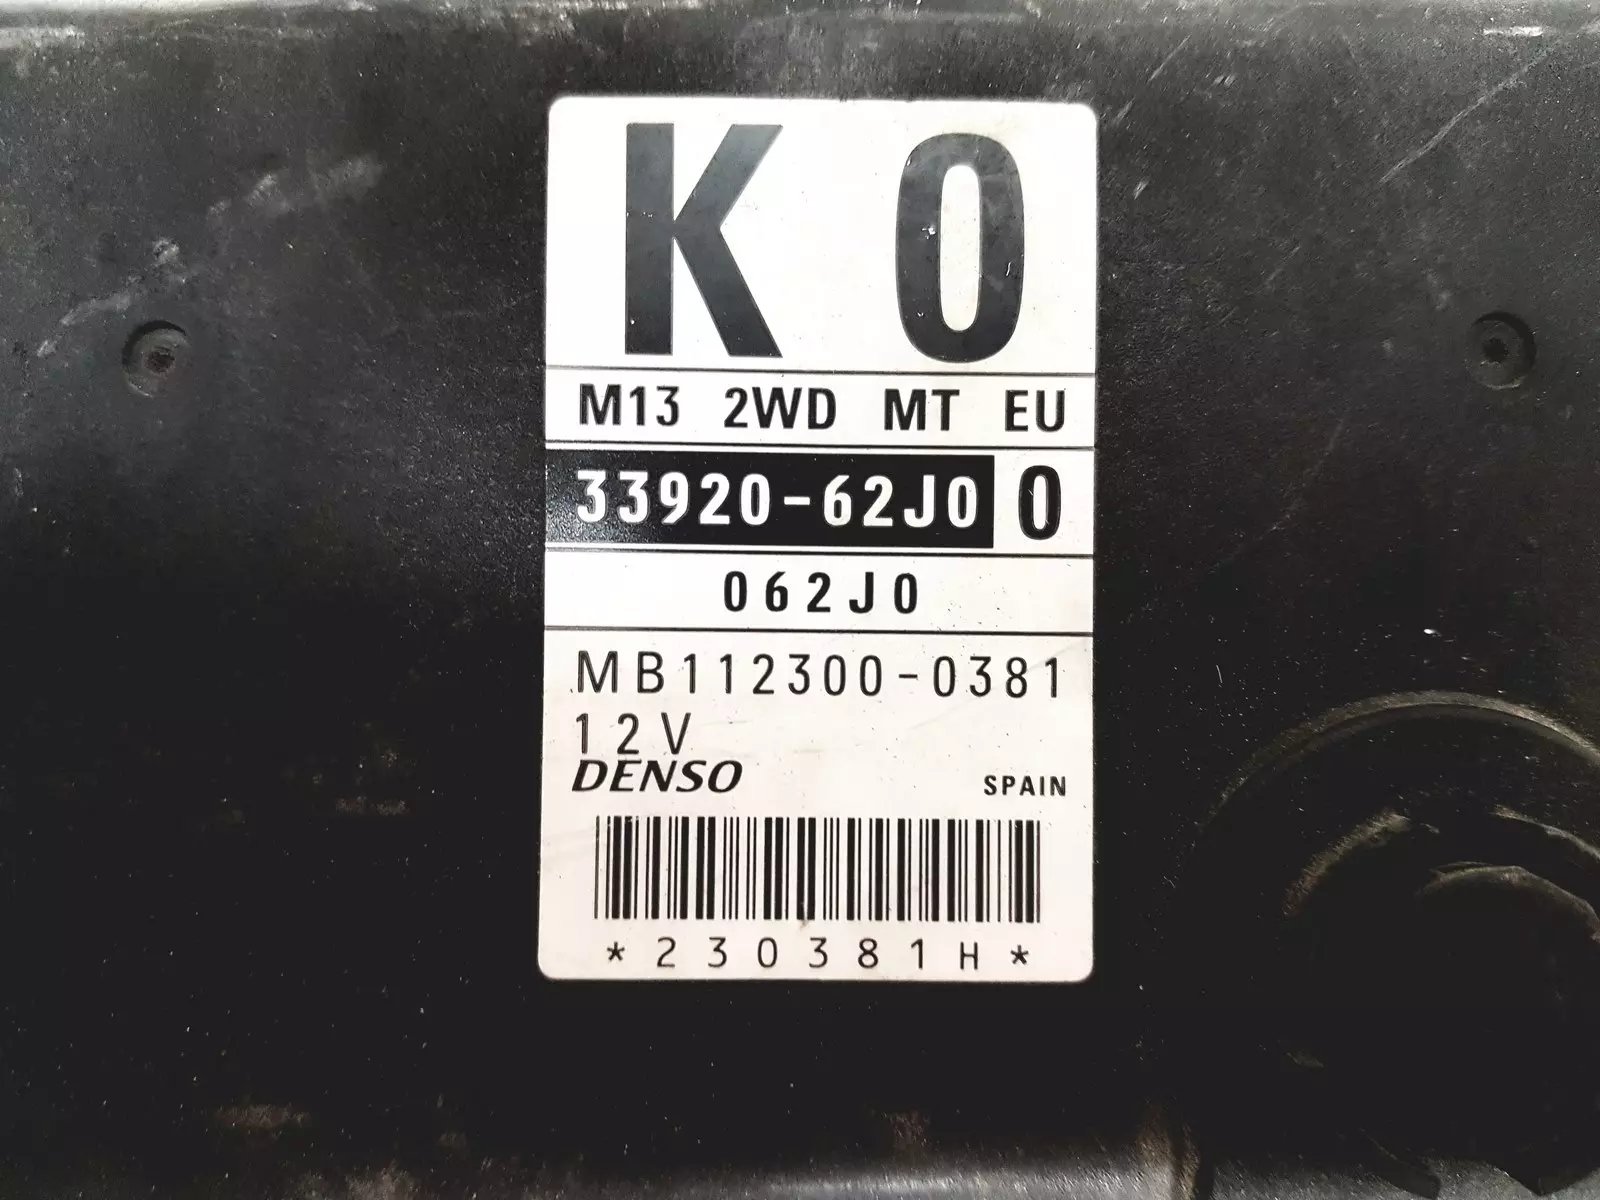 K 0
M13 2WD MT EU
33920-62J0 0
062J0
MB112300-0381
12V
DENSO SPAIN
*230381H*